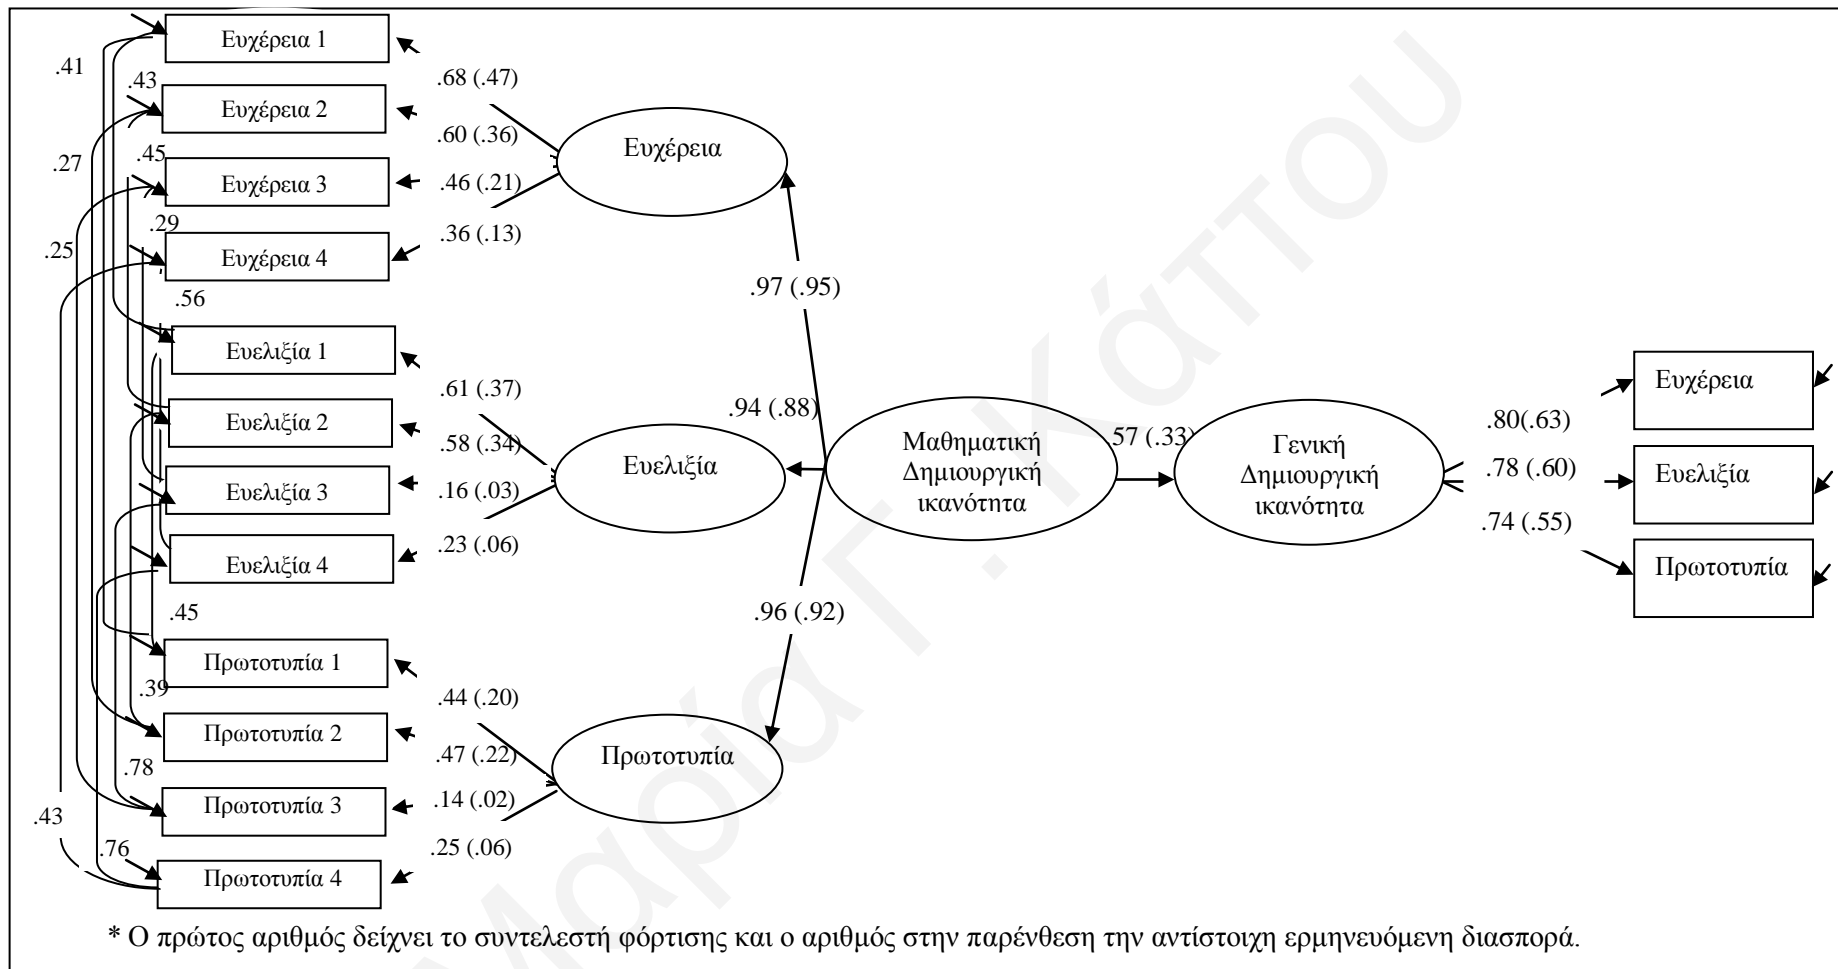 Ευχέρεια 1
.41
.43
.68 (.47)
Ευχέρεια 2
.60 (.36)
Ευχέρεια
.27
.45
Ευχέρεια 3
.46 (.21)
.29
.25
.36 (.13)
Ευχέρεια 4
.56
.97 (.95)
Ευελιξία 1
.61 (.37)
Ευχέρεια
.94 (.88)
.80(.63)
Ευελιξία 2
.58 (.34)
Ευελιξία
Μαθηματική
Δημιουργική
ικανότητα
.57 (.33)
Γενική
Δημιουργική
ικανότητα
.78 (.60)
Ευελιξία
Ευελιξία 3
.16 (.03)
.74 (.55)
.23 (.06)
Ευελιξία 4
Πρωτοτυπία
.45
.96 (.92)
Πρωτοτυπία 1
.39
.44 (.20)
Πρωτοτυπία 2
.47 (.22)
Πρωτοτυπία
.78
Πρωτοτυπία 3
.14 (.02)
.43
.76
.25 (.06)
Πρωτοτυπία 4
* Ο πρώτος αριθμός δείχνει το συντελεστή φόρτισης και ο αριθμός στην παρένθεση την αντίστοιχη ερμηνευόμενη διασπορά.
Μαρία Γ. Κάττου